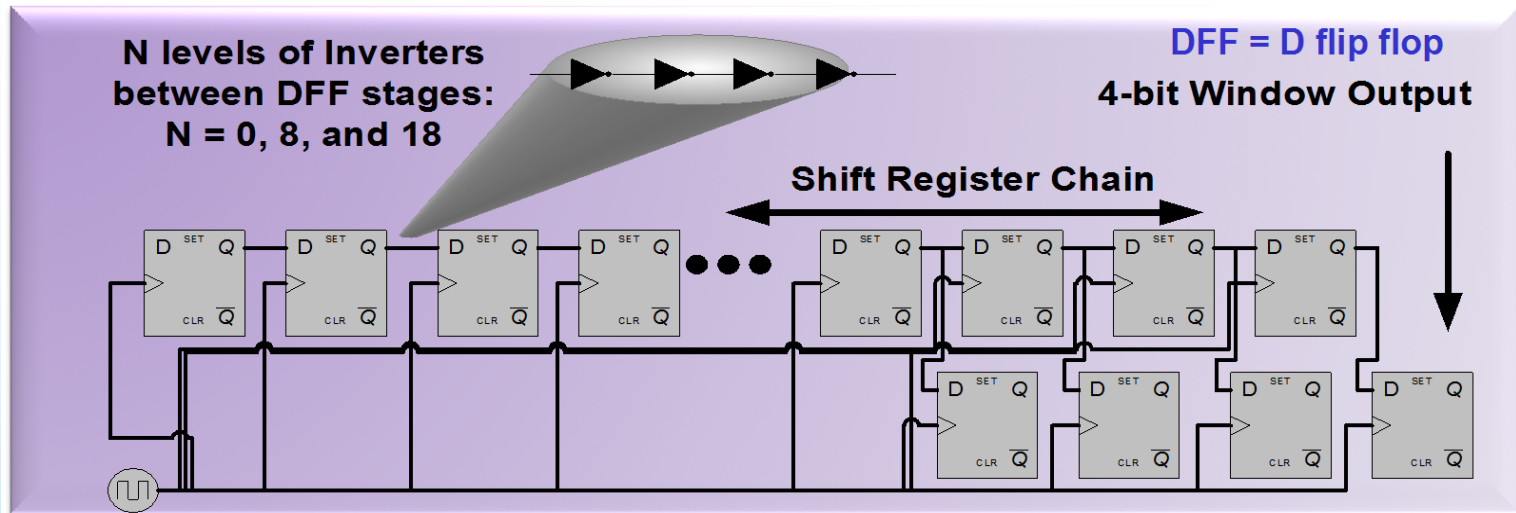 N levels of Inverters
between DFF stages:
N = 0, 8, and 18
DFF = D flip flop
4-bit Window Output
Shift Register Chain
D SET Q
CLR Q
D SET Q
CLR Q
D SET Q
CLR Q
D SET Q
CLR Q
D SET Q
CLR Q
D SET Q
CLR Q
D SET Q
CLR Q
D SET Q
CLR Q
D SET Q
CLR Q
D SET Q
CLR Q
D SET Q
CLR Q
D SET Q
CLR Q